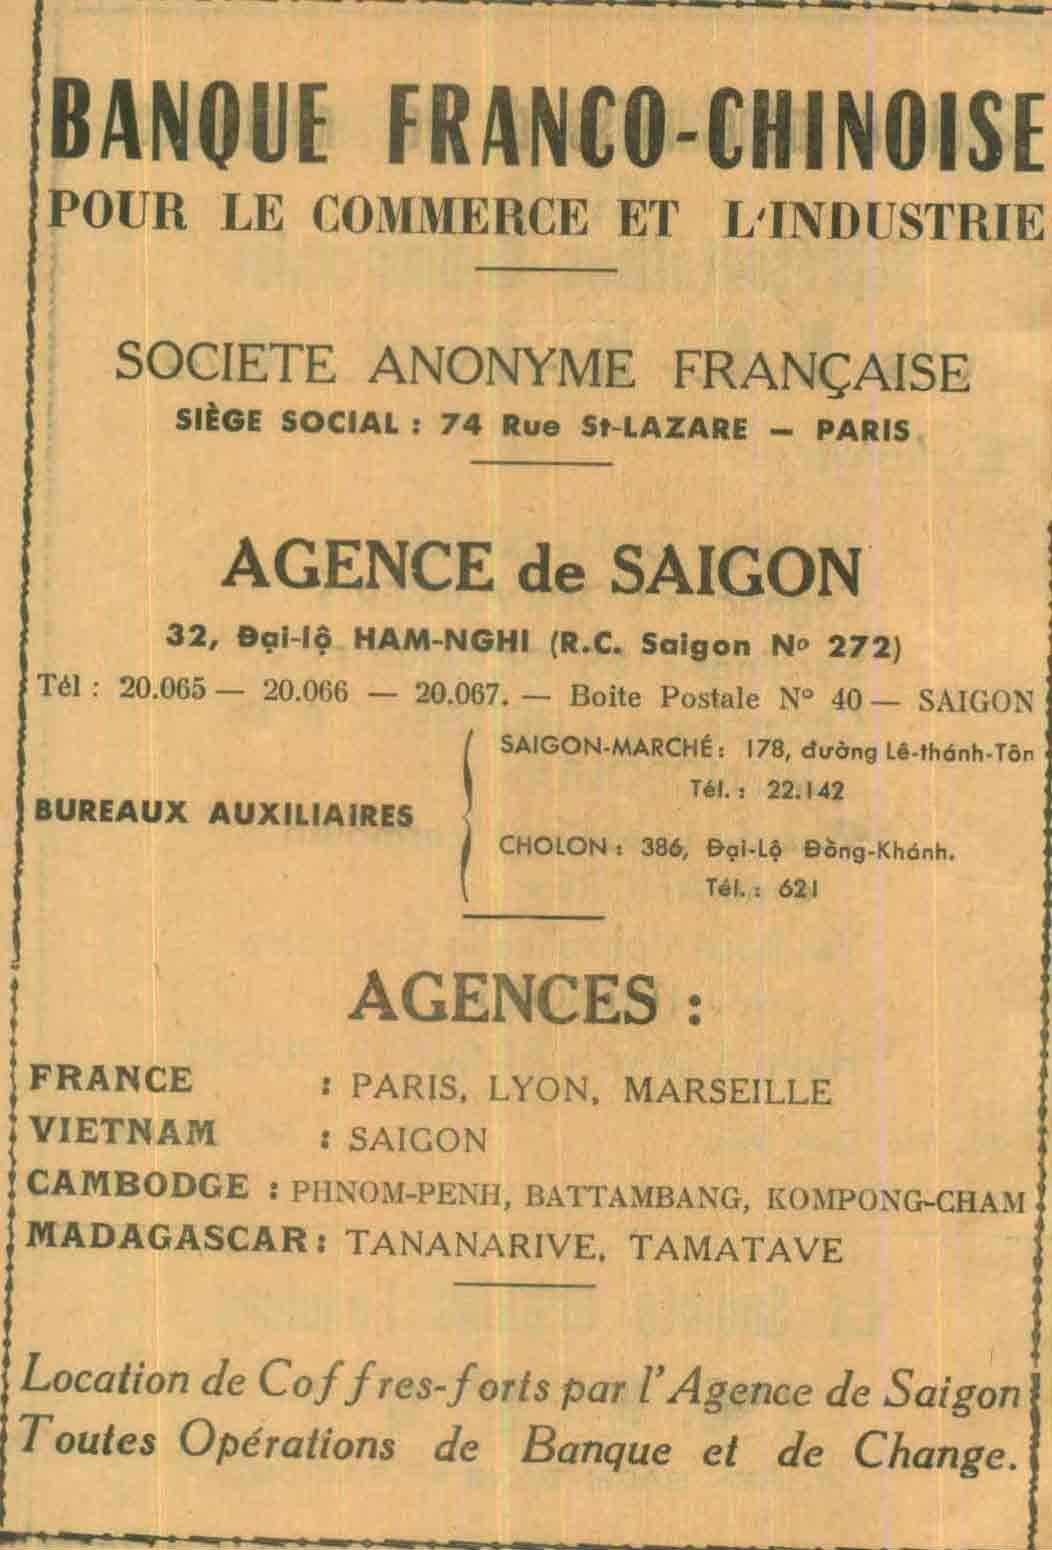 BANQUE FRANCO-CHINOISE
POUR LE COMMERCE ET L'INDUSTRIE
SOCIETE ANONYME FRANÇAISE
SIÈGE SOCIAL : 74 Rue St-LAZARE — PARIS
AGENCE de SAIGON
32, Đại-lộ HAM-NGHI (R.C. Saigon Nº 272)
Tél : 20.065 — 20.066 — 20.067. — Boite Postale N° 40 — SAIGON
BUREAUX AUXILIAIRES
SAIGON-MARCHÉ : 178, đường Lê-thánh-Tôn
Tél. : 22.142
CHOLON : 386, Đại-Lộ Đồng-Khánh.
Tél. : 621
AGENCES :
FRANCE : PARIS, LYON, MARSEILLE
VIETNAM : SAIGON
CAMBODGE : PHNOM-PENH, BATTAMBANG, KOMPONG-CHAM
MADAGASCAR : TANANARIVE, TAMATAVE
Location de Coffres-forts par l'Agence de Saigon
Toutes Opérations de Banque et de Change.